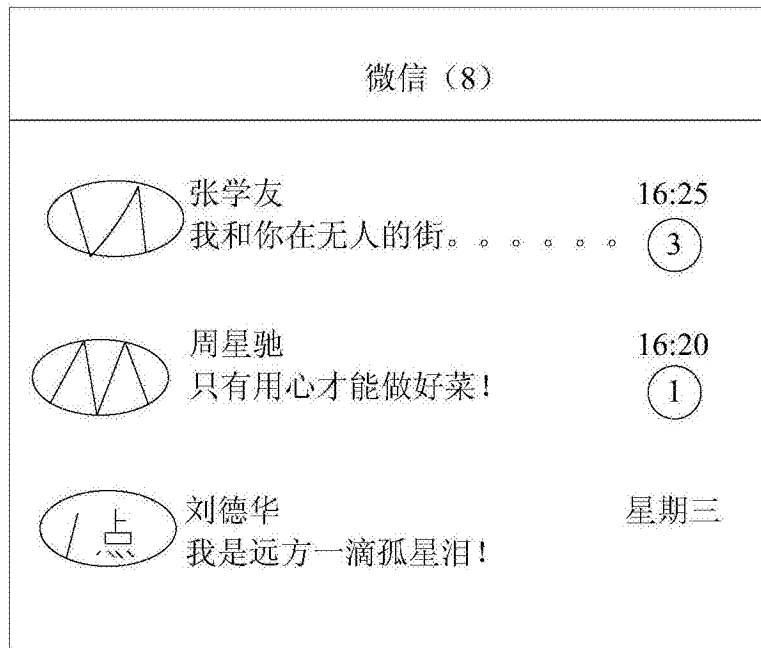 微信（8）
张学友 16:25
我和你在无人的街。。。。。。 3
周星驰 16:20
只有用心才能做好菜！ 1
点
刘德华 星期三
我是远方一滴孤星泪！